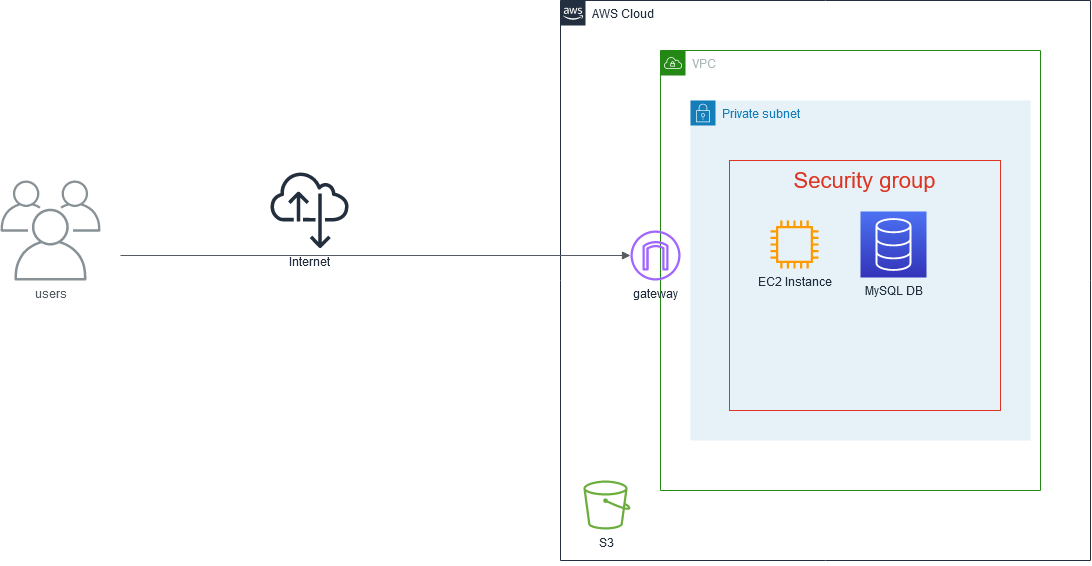 aws
AWS Cloud
VPC
Private subnet
Security group
EC2 Instance
MySQL DB
Internet
users
gateway
S3